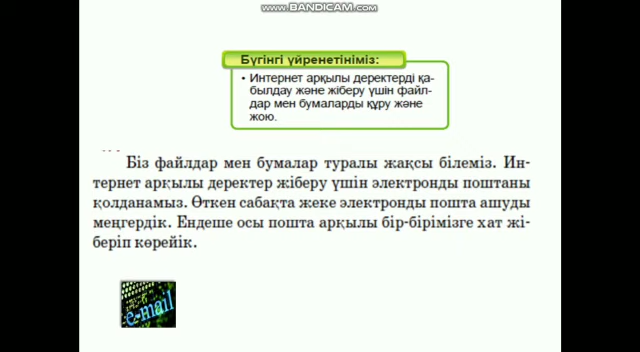 WWW.BANDICAM.COM
Бүгінгі үйренетініміз:
• Интернет арқылы деректерді қа-
былдау және жіберу үшін файл-
дар мен бумаларды құру және
жою.
Біз файлдар мен бумалар туралы жақсы білеміз. Ин-
тернет арқылы деректер жіберу үшін электронды поштаны
қолданамыз. Өткен сабақта жеке электронды пошта ашуды
меңгердік. Ендеше осы пошта арқылы бір-бірімізге хат жі-
беріп көрейік.
e-mail